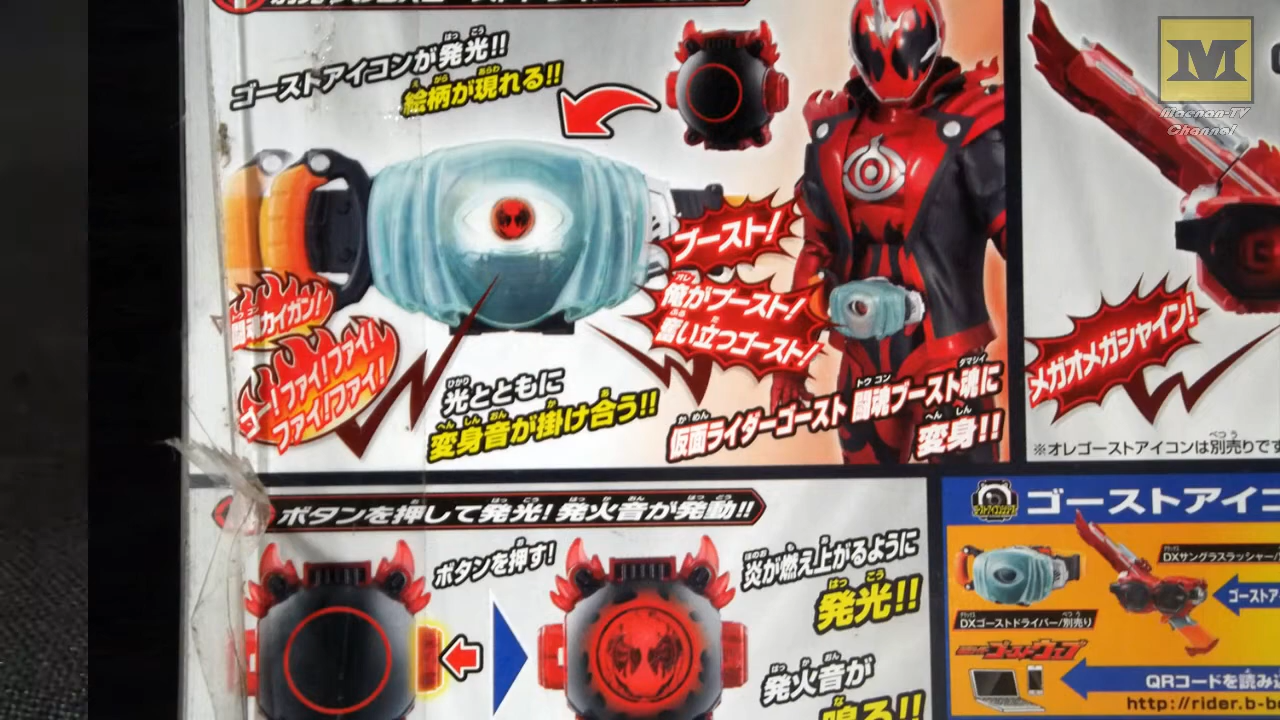 ゴーストアイコンが発光!!
絵柄が現れる!!
ブースト!
俺がブースト!
奮い立つゴースト!
闘魂カイガン!
ゴー!ファイ!ファイ!
ファイ!ファイ!
光とともに
変身音が掛け合う!!
仮面ライダーゴースト 闘魂ブースト魂に
変身!!
メガオメガシャイン!
※オレゴーストアイコンは別売りです
ボタンを押して発光!発火音が発動!!
ボタンを押す!
炎が燃え上がるように
発光!!
発火音が
鳴る!!
ゴーストアイコ
DXサングラスラッシャー/
ゴーストア
DXゴーストドライバー/別売り
ゴーストウェブ
QRコードを読み込
http://rider.b-b
M
Macnan-TV
Channel